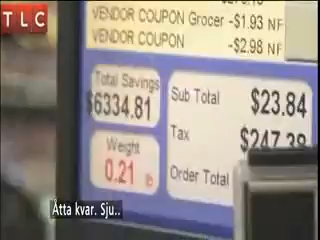 TLC
VENDOR COUPON Grocer -$1.93 NF
VENDOR COUPON -$2.98 NF
Total Savings
$6334.81
Weight
0.21 lb
Sub Total $23.84
Tax $247.39
Order Total
Åtta kvar. Sju..